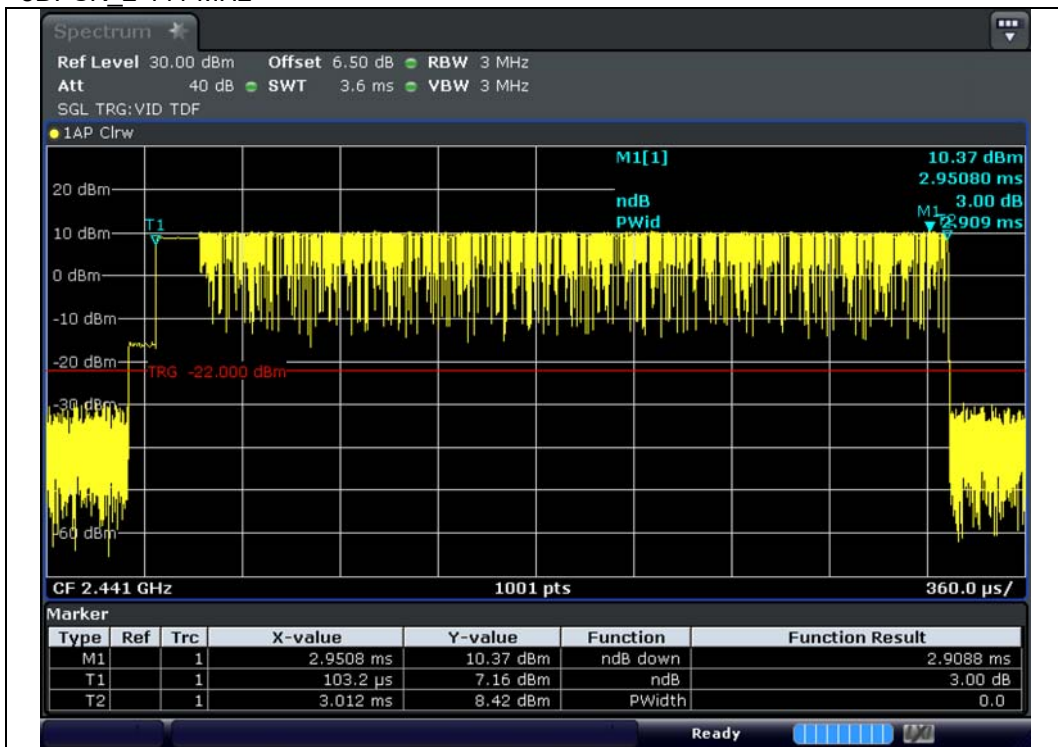 Spectrum
Ref Level 30.00 dBm Offset 6.50 dB RBW 3 MHz
Att 40 dB SWT 3.6 ms VBW 3 MHz
SGL TRG:VID TDF
1AP Clrw
M1[1] 10.37 dBm
2.95080 ms
ndB 3.00 dB
PWid 2.909 ms
M1
T1
20 dBm
10 dBm
0 dBm
-10 dBm
-20 dBm
TRG -22.000 dBm
-30 dBm
-60 dBm
CF 2.441 GHz 1001 pts 360.0 µs/
Marker
Type Ref Trc X-value Y-value Function Function Result
M1 1 2.9508 ms 10.37 dBm ndB down 2.9088 ms
T1 1 103.2 µs 7.16 dBm ndB 3.00 dB
T2 1 3.012 ms 8.42 dBm PWidth 0.0
Ready